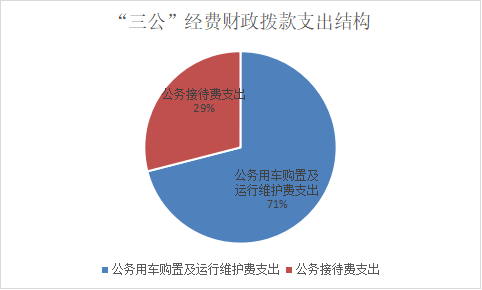 “三公”经费财政拨款支出结构
公务接待费支出
29%
公务用车购置及
运行维护费支出
71%
公务用车购置及运行维护费支出 公务接待费支出